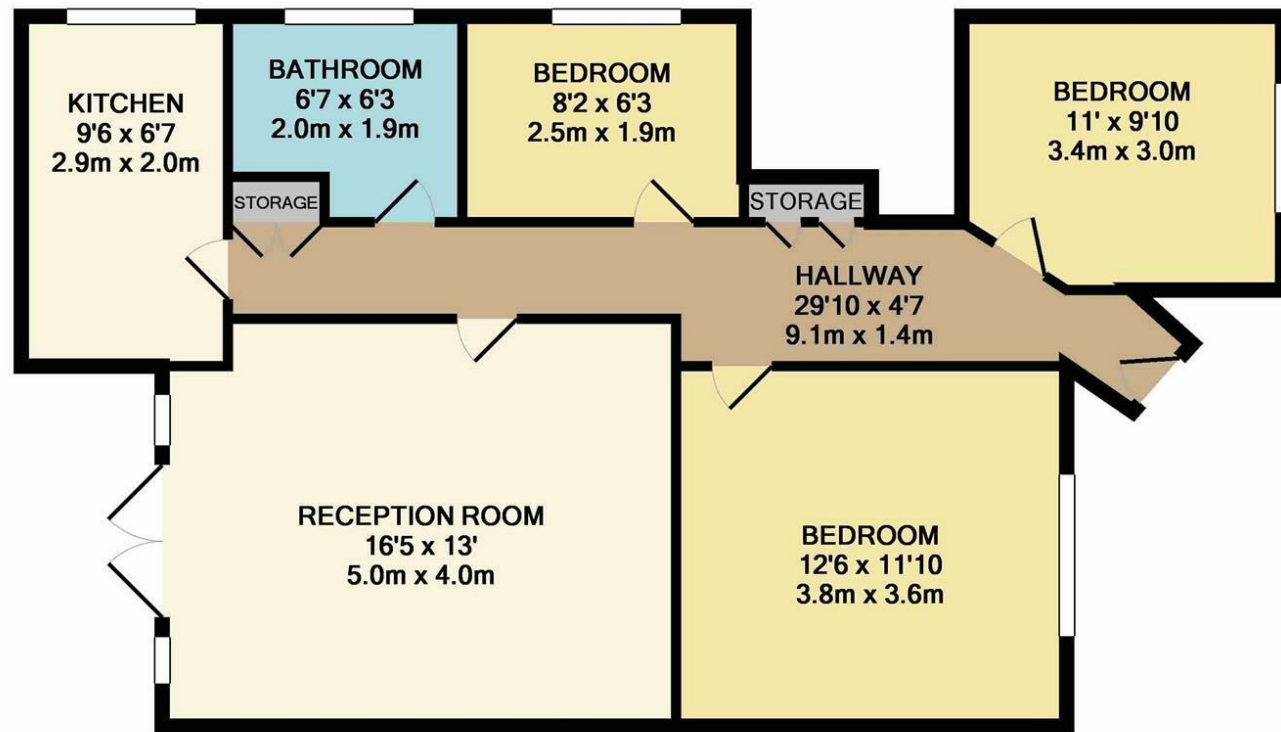 KITCHEN
9'6 x 6'7
2.9m x 2.0m
BATHROOM
6'7 x 6'3
2.0m x 1.9m
BEDROOM
8'2 x 6'3
2.5m x 1.9m
BEDROOM
11' x 9'10
3.4m x 3.0m
STORAGE
STORAGE
HALLWAY
29'10 x 4'7
9.1m x 1.4m
RECEPTION ROOM
16'5 x 13'
5.0m x 4.0m
BEDROOM
12'6 x 11'10
3.8m x 3.6m